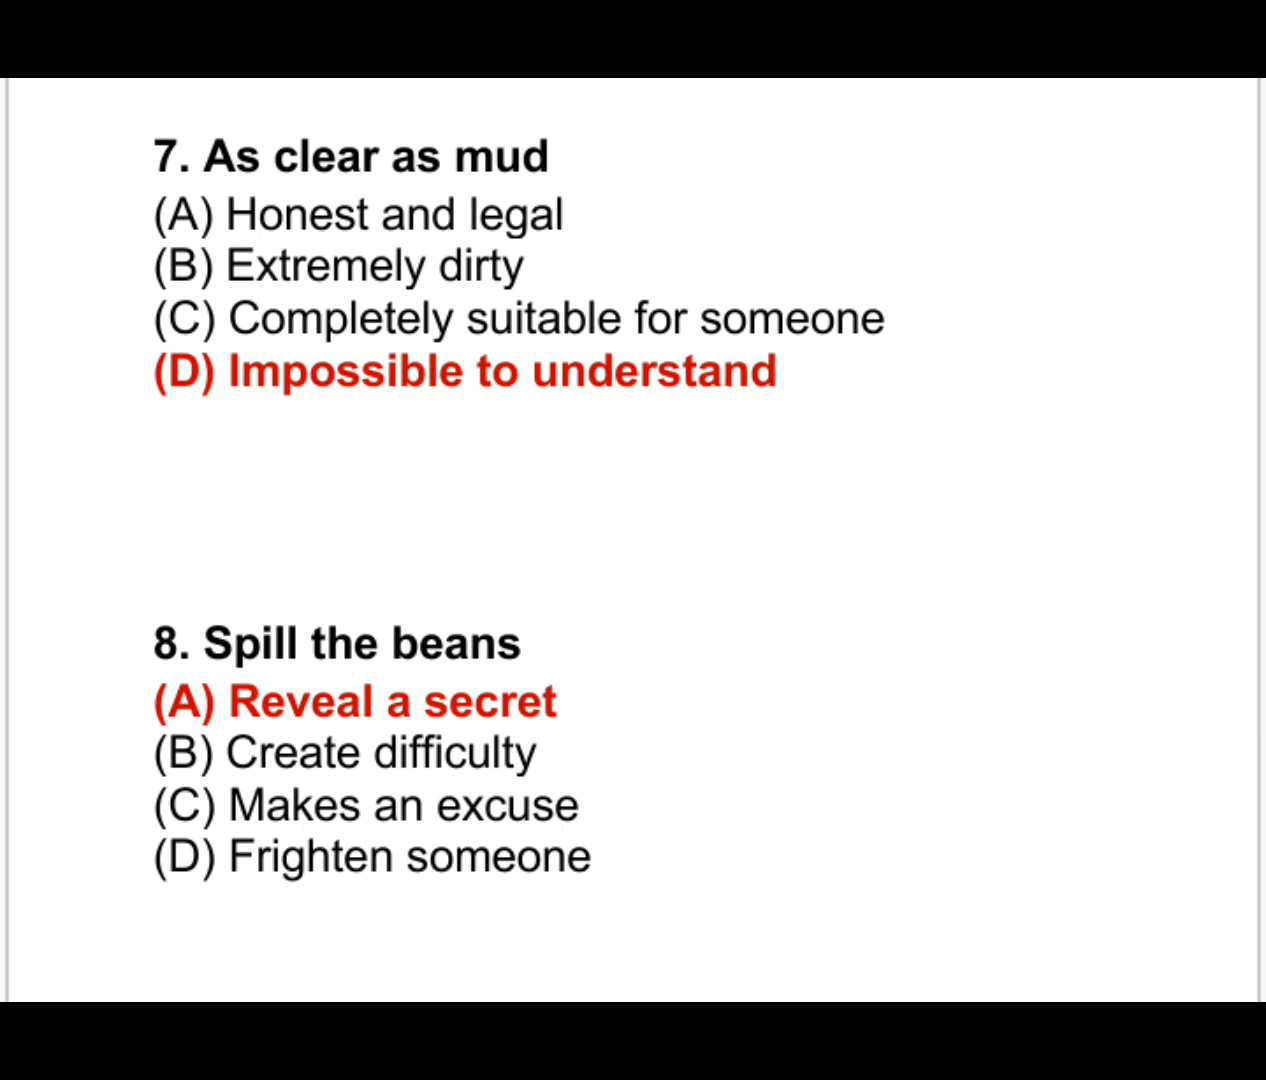 7. As clear as mud
(A) Honest and legal
(B) Extremely dirty
(C) Completely suitable for someone
(D) Impossible to understand
8. Spill the beans
(A) Reveal a secret
(B) Create difficulty
(C) Makes an excuse
(D) Frighten someone